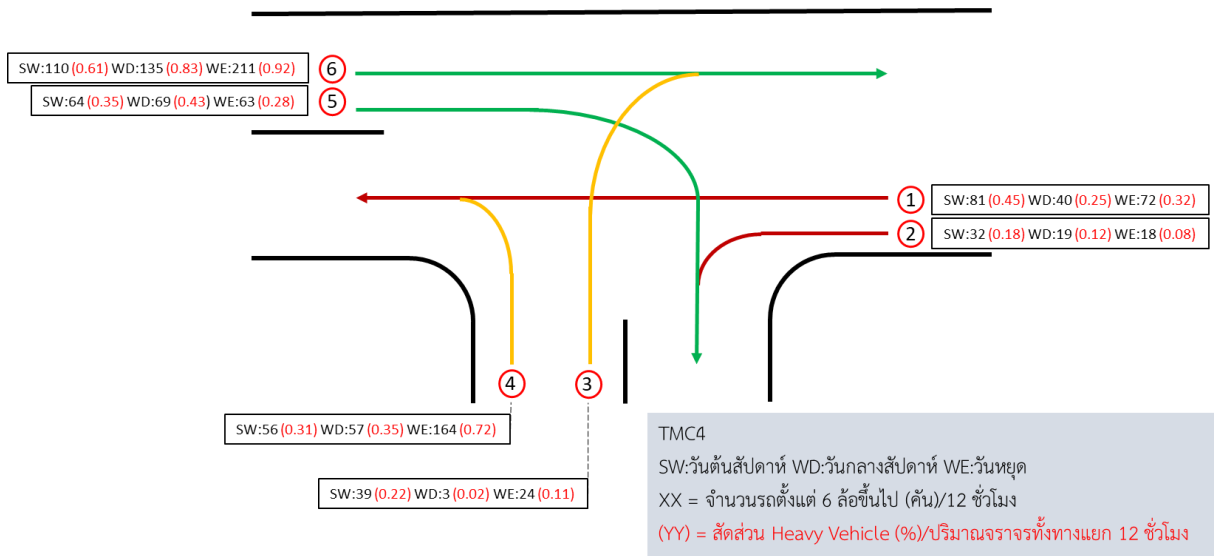 SW:110 (0.61) WD:135 (0.83) WE:211 (0.92)
6
SW:64 (0.35) WD:69 (0.43) WE:63 (0.28)
5
1
SW:81 (0.45) WD:40 (0.25) WE:72 (0.32)
2
SW:32 (0.18) WD:19 (0.12) WE:18 (0.08)
4
3
SW:56 (0.31) WD:57 (0.35) WE:164 (0.72)
SW:39 (0.22) WD:3 (0.02) WE:24 (0.11)
TMC4
SW:วันต้นสัปดาห์ WD:วันกลางสัปดาห์ WE:วันหยุด
XX = จำนวนรถตั้งแต่ 6 ล้อขึ้นไป (คัน)/12 ชั่วโมง
(YY) = สัดส่วน Heavy Vehicle (%)/ปริมาณจราจรทั้งทางแยก 12 ชั่วโมง